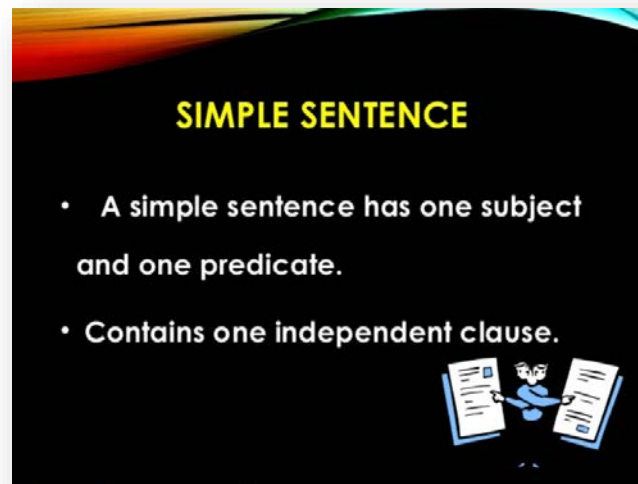 SIMPLE SENTENCE
• A simple sentence has one subject
and one predicate.
• Contains one independent clause.